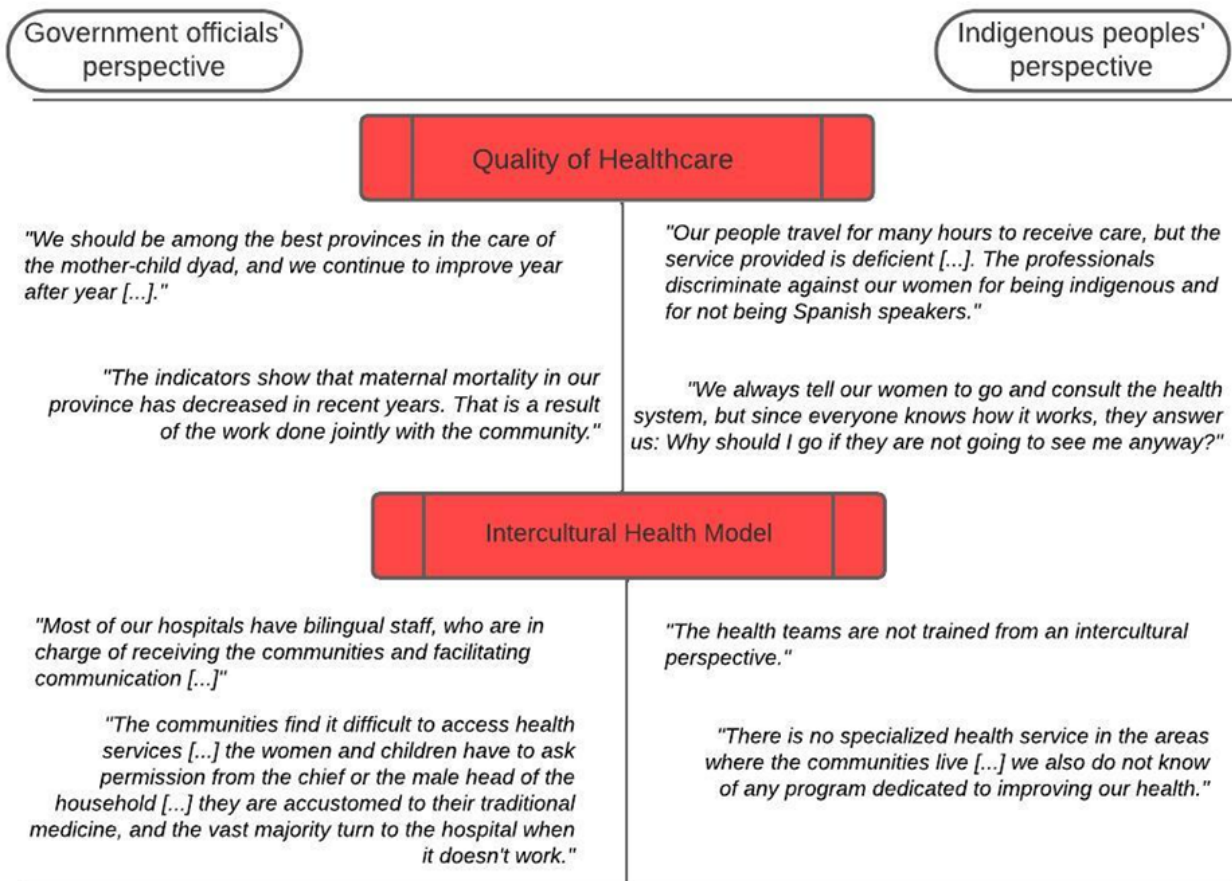 Government officials'
perspective
Indigenous peoples'
perspective
Quality of Healthcare
"We should be among the best provinces in the care of
the mother-child dyad, and we continue to improve year
after year [...]."
"The indicators show that maternal mortality in our
province has decreased in recent years. That is a result
of the work done jointly with the community."
"Our people travel for many hours to receive care, but the
service provided is deficient [...]. The professionals
discriminate against our women for being indigenous and
for not being Spanish speakers."
"We always tell our women to go and consult the health
system, but since everyone knows how it works, they answer
us: Why should I go if they are not going to see me anyway?"
Intercultural Health Model
"Most of our hospitals have bilingual staff, who are in
charge of receiving the communities and facilitating
communication [...]"
"The communities find it difficult to access health
services [...] the women and children have to ask
permission from the chief or the male head of the
household [...] they are accustomed to their traditional
medicine, and the vast majority turn to the hospital when
it doesn't work."
"The health teams are not trained from an intercultural
perspective."
"There is no specialized health service in the areas
where the communities live [...] we also do not know
of any program dedicated to improving our health."